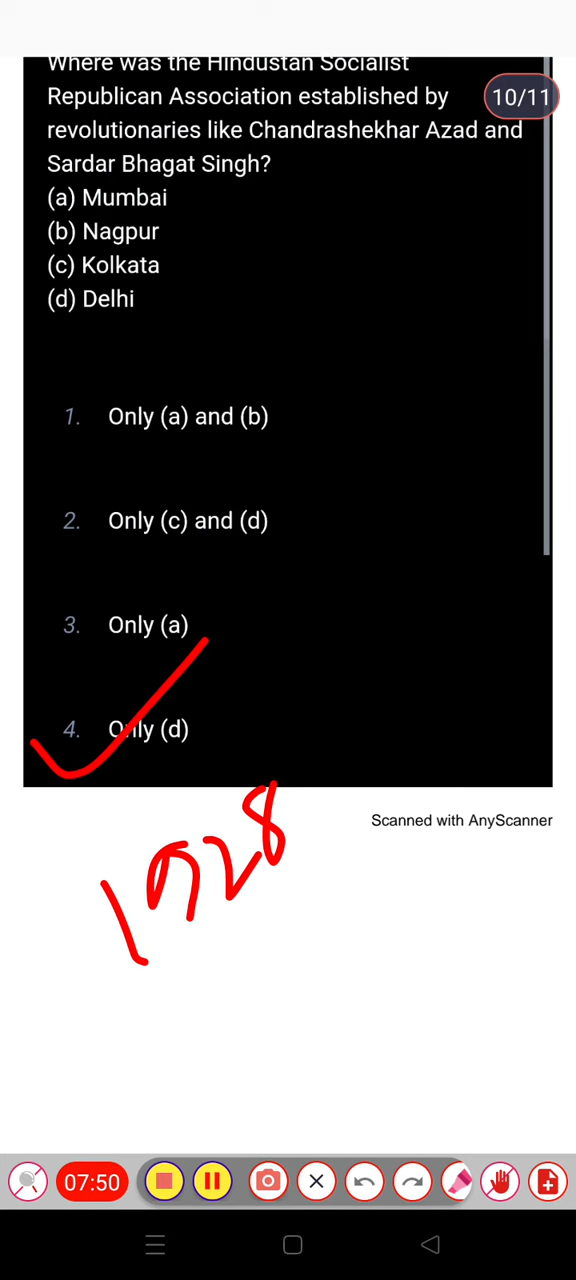 Where was the Hindustan Socialist
Republican Association established by
10/11
revolutionaries like Chandrashekhar Azad and
Sardar Bhagat Singh?
(a) Mumbai
(b) Nagpur
(c) Kolkata
(d) Delhi
1. Only (a) and (b)
2. Only (c) and (d)
3. Only (a)
4. Only (d)
Scanned with AnyScanner
1928
07:50